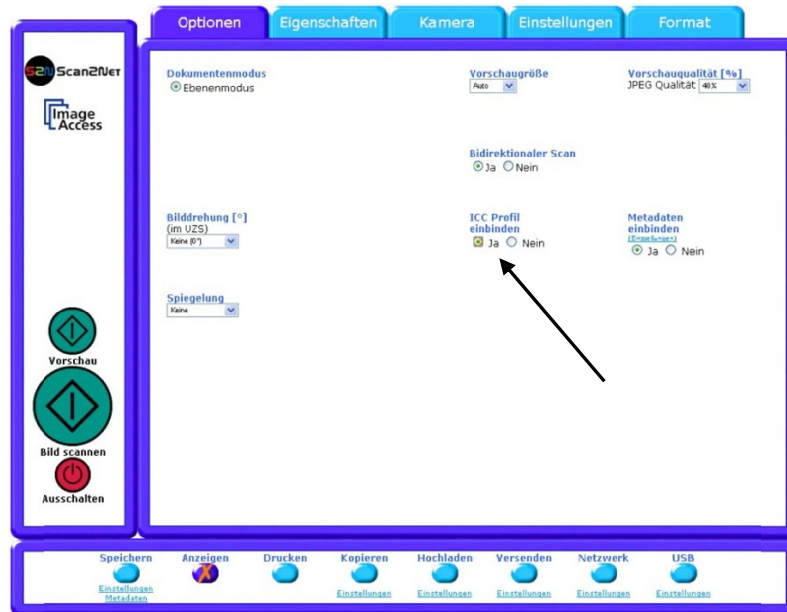 Optionen Eigenschaften Kamera Einstellungen Format
S2N Scan2Net
Image
Access
Dokumentenmodus
Ebenenmodus
Vorschaugröße
Auto
Vorschauqualität [%]
JPEG Qualität 40%
Bidirektionaler Scan
Ja Nein
Bilddrehung [°]
(im UZS)
Keine (0°)
ICC Profil
einbinden
Ja Nein
Metadaten
einbinden
(Einstellungen)
Ja Nein
Spiegelung
Keine
Vorschau
Bild scannen
Ausschalten
Speichern Anzeigen Drucken Kopieren Hochladen Versenden Netzwerk USB
Einstellungen Einstellungen Einstellungen Einstellungen Einstellungen Einstellungen
Metadaten